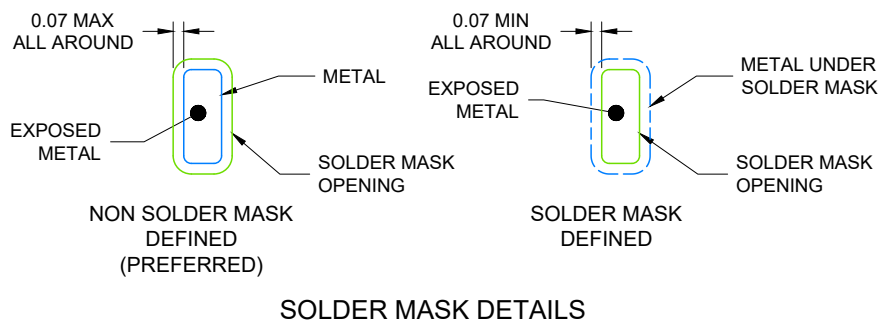 0.07 MAX
ALL AROUND
METAL
EXPOSED
METAL
SOLDER MASK
OPENING
NON SOLDER MASK
DEFINED
(PREFERRED)
0.07 MIN
ALL AROUND
METAL UNDER
SOLDER MASK
EXPOSED
METAL
SOLDER MASK
OPENING
SOLDER MASK
DEFINED
SOLDER MASK DETAILS